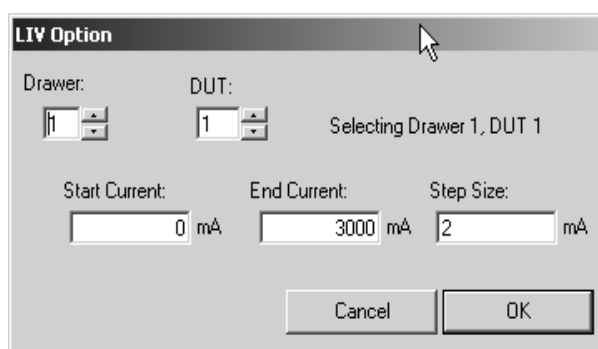 LIV Option
Drawer: DUT:
1 1 Selecting Drawer 1, DUT 1
Start Current: End Current: Step Size:
0 mA 3000 mA 2 mA
Cancel OK